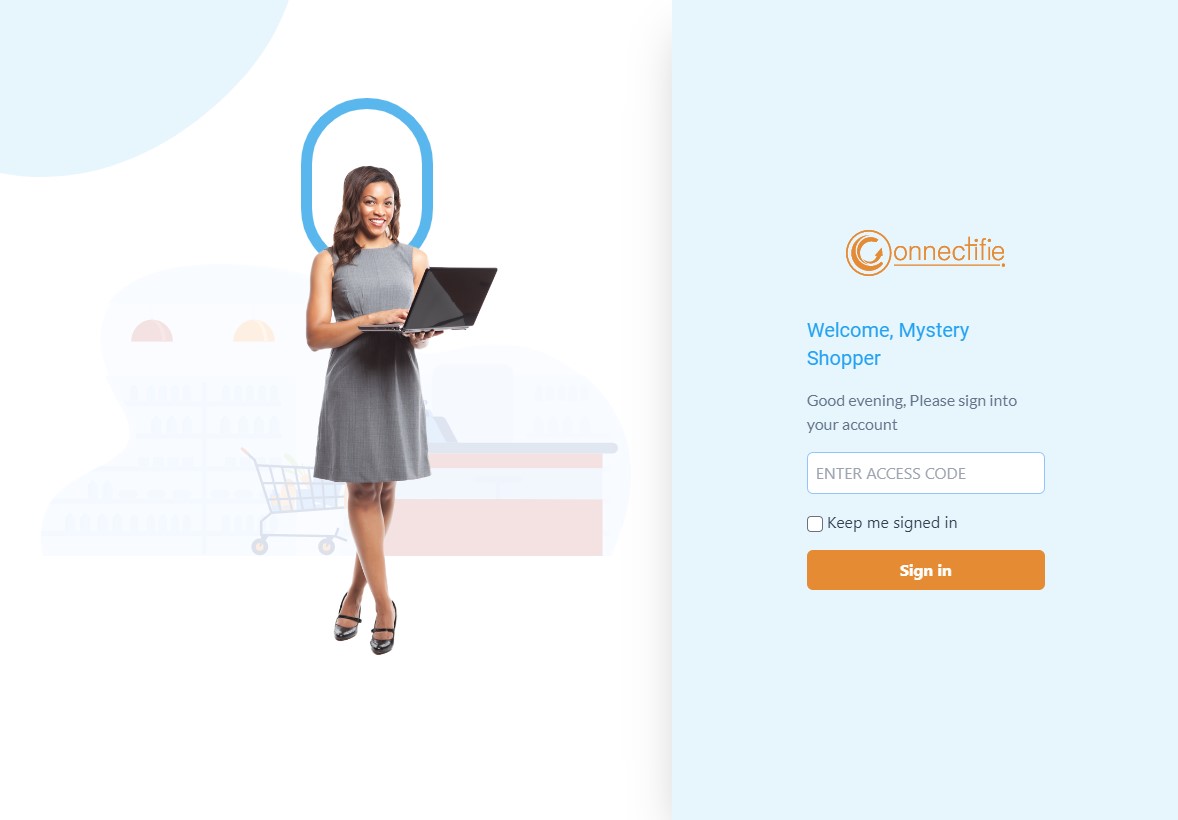 Connectifie
Welcome, Mystery
Shopper
Good evening, Please sign into
your account
ENTER ACCESS CODE
Keep me signed in
Sign in